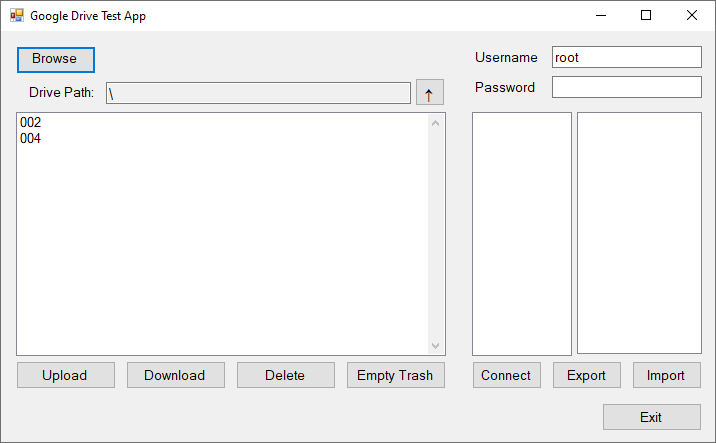 Google Drive Test App
Browse
Username root
Drive Path: \ ↑
Password
002
004
Upload Download Delete Empty Trash Connect Export Import
Exit